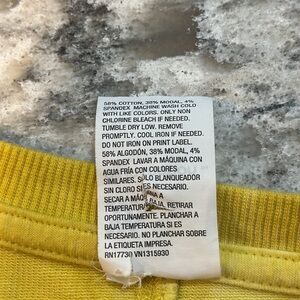 58% COTTON, 38% MODAL, 4%
SPANDEX MACHINE WASH COLD
WITH LIKE COLORS. ONLY NON
CHLORINE BLEACH IF NEEDED.
TUMBLE DRY LOW. REMOVE
PROMPTLY. COOL IRON IF NEEDED.
DO NOT IRON ON PRINT LABEL.
58% ALGODÓN, 38% MODAL, 4%
SPANDEX LAVAR A MÁQUINA CON
AGUA FRÍA CON COLORES
SIMILARES. SÓLO BLANQUEADOR
SIN CLORO SI ES NECESARIO.
SECAR A MÁQUINA A
TEMPERATURA BAJA. RETIRAR
OPORTUNAMENTE. PLANCHAR A
BAJA TEMPERATURA SI ES
NECESARIO. NO PLANCHAR SOBRE
LA ETIQUETA IMPRESA.
RN17730 VN1315930